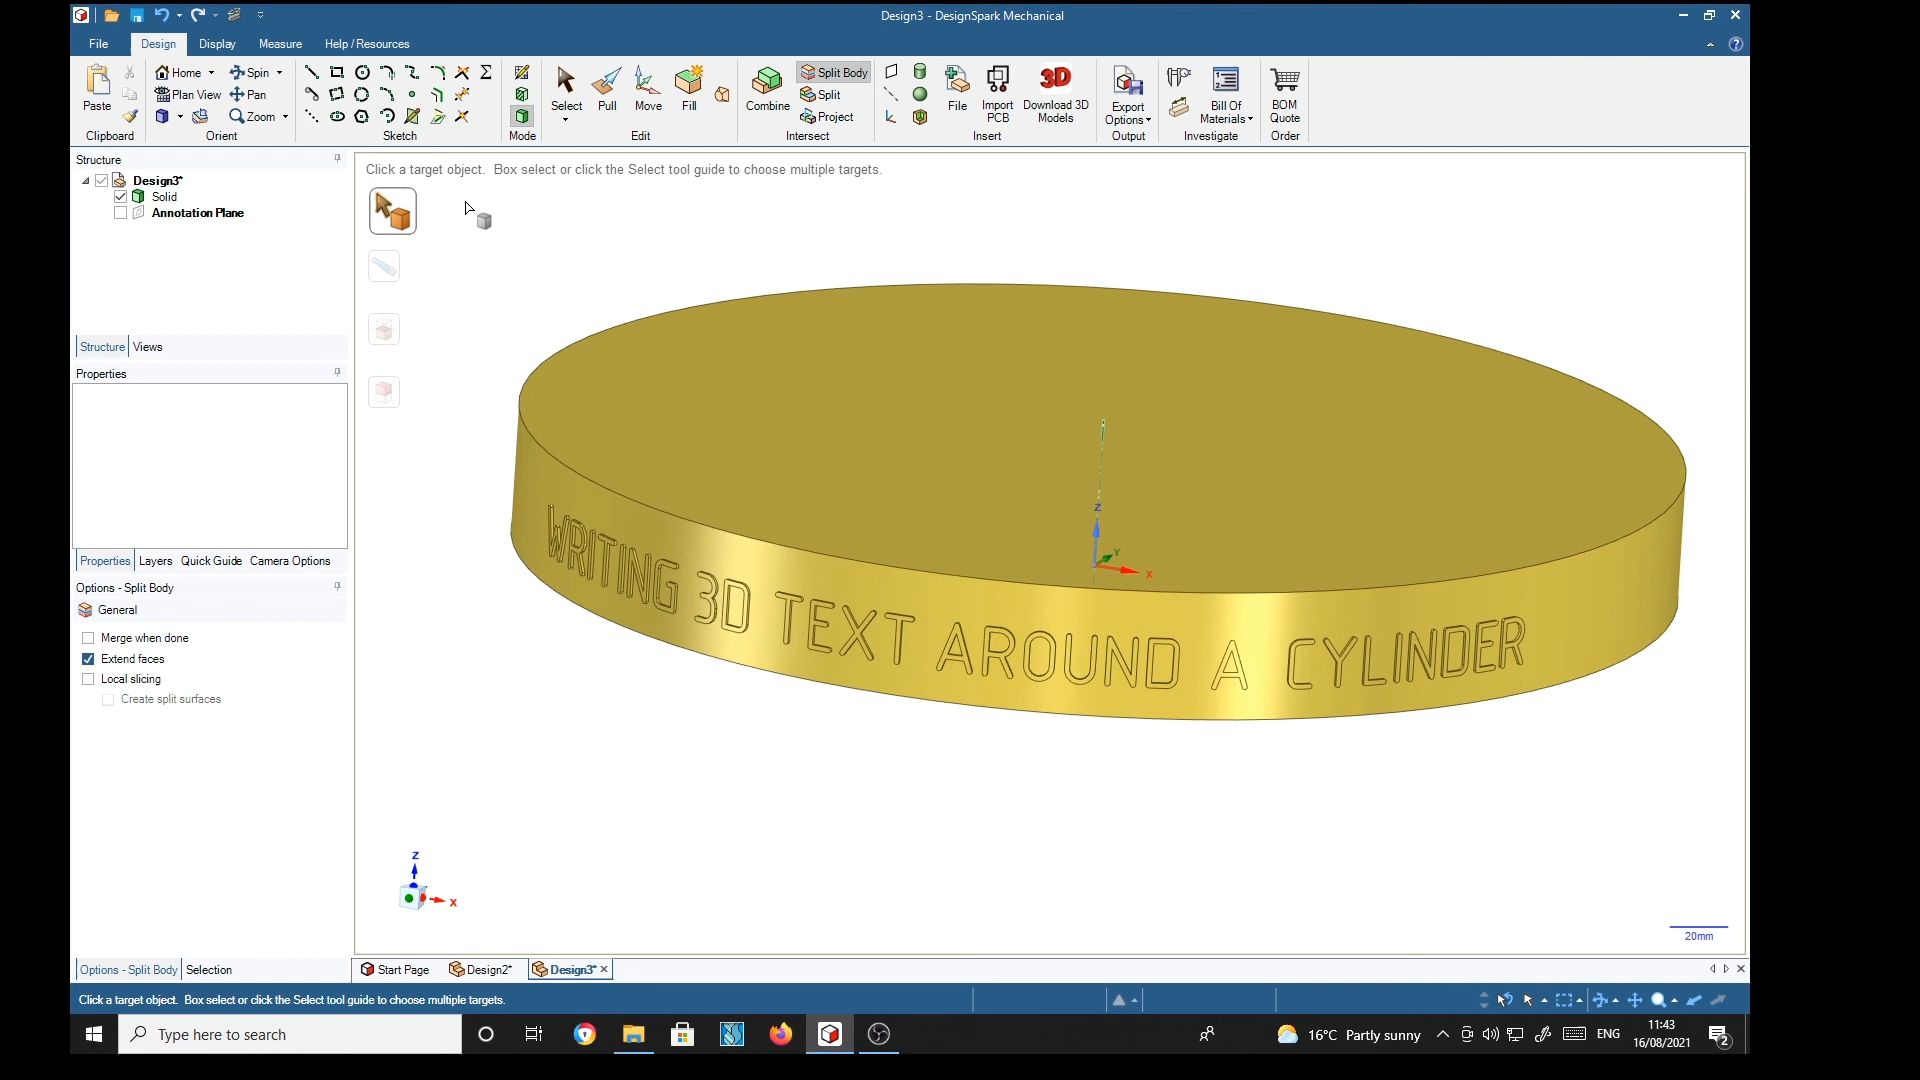 Design3 - DesignSpark Mechanical
File Design Display Measure Help / Resources
Paste
Clipboard
Home Spin
Plan View Pan
Zoom
Orient
Sketch
Mode
Select Pull Move Fill
Edit
Combine Split Body
Split
Project
Intersect
File Import PCB Download 3D Models
3D
Insert
Export Options
Output
Bill Of Materials
Investigate
BOM Quote
Order
Structure
Design3*
Solid
Annotation Plane
Structure Views
Properties
Properties Layers Quick Guide Camera Options
Options - Split Body
General
Merge when done
Extend faces
Local slicing
Create split surfaces
Options - Split Body Selection
Click a target object. Box select or click the Select tool guide to choose multiple targets.
Z
Y
X
WRITING 3D TEXT AROUND A CYLINDER
Z
X
20mm
Start Page Design2* Design3*
Click a target object. Box select or click the Select tool guide to choose multiple targets.
Type here to search
16°C Partly sunny
ENG
11:43
16/08/2021
2